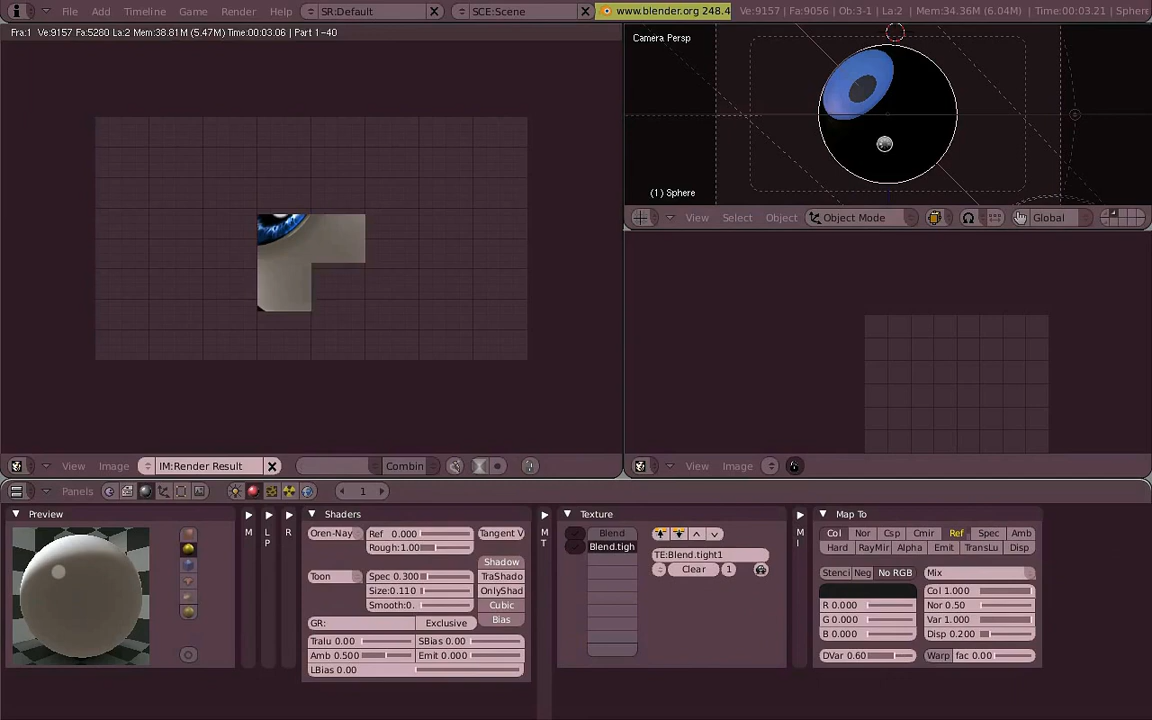 File Add Timeline Game Render Help SR:Default SCE:Scene www.blender.org 248.4 Ve:9157 Fa:9056 Ob:3-1 La:2 Mem:34.36M (6.04M) Time:00:03.21 Spher
Fra:1 Ve:9157 Fa:5280 La:2 Mem:38.81M (5.47M) Time:00:03.06 | Part 1-40
Camera Persp
(1) Sphere
View Select Object Object Mode Global
View Image IM:Render Result Combin
View Image
Panels 1
Preview
M
L
P
R
Shaders
Oren-Nay Ref 0.000 Tangent V
Rough:1.00
Shadow
Toon Spec 0.300 TraShado
Size:0.110 OnlyShad
Smooth:0. Cubic
GR: Exclusive Bias
Tralu 0.00 SBias 0.00
Amb 0.500 Emit 0.000
LBias 0.00
M
T
Texture
Blend
Blend.tigh
TE:Blend.tight1
Clear 1
M
I
Map To
Col Nor Csp Cmir Ref Spec Amb
Hard RayMir Alpha Emit TransLu Disp
Stenci Neg No RGB Mix
Col 1.000
R 0.000 Nor 0.50
G 0.000 Var 1.000
B 0.000 Disp 0.200
DVar 0.60 Warp fac 0.00